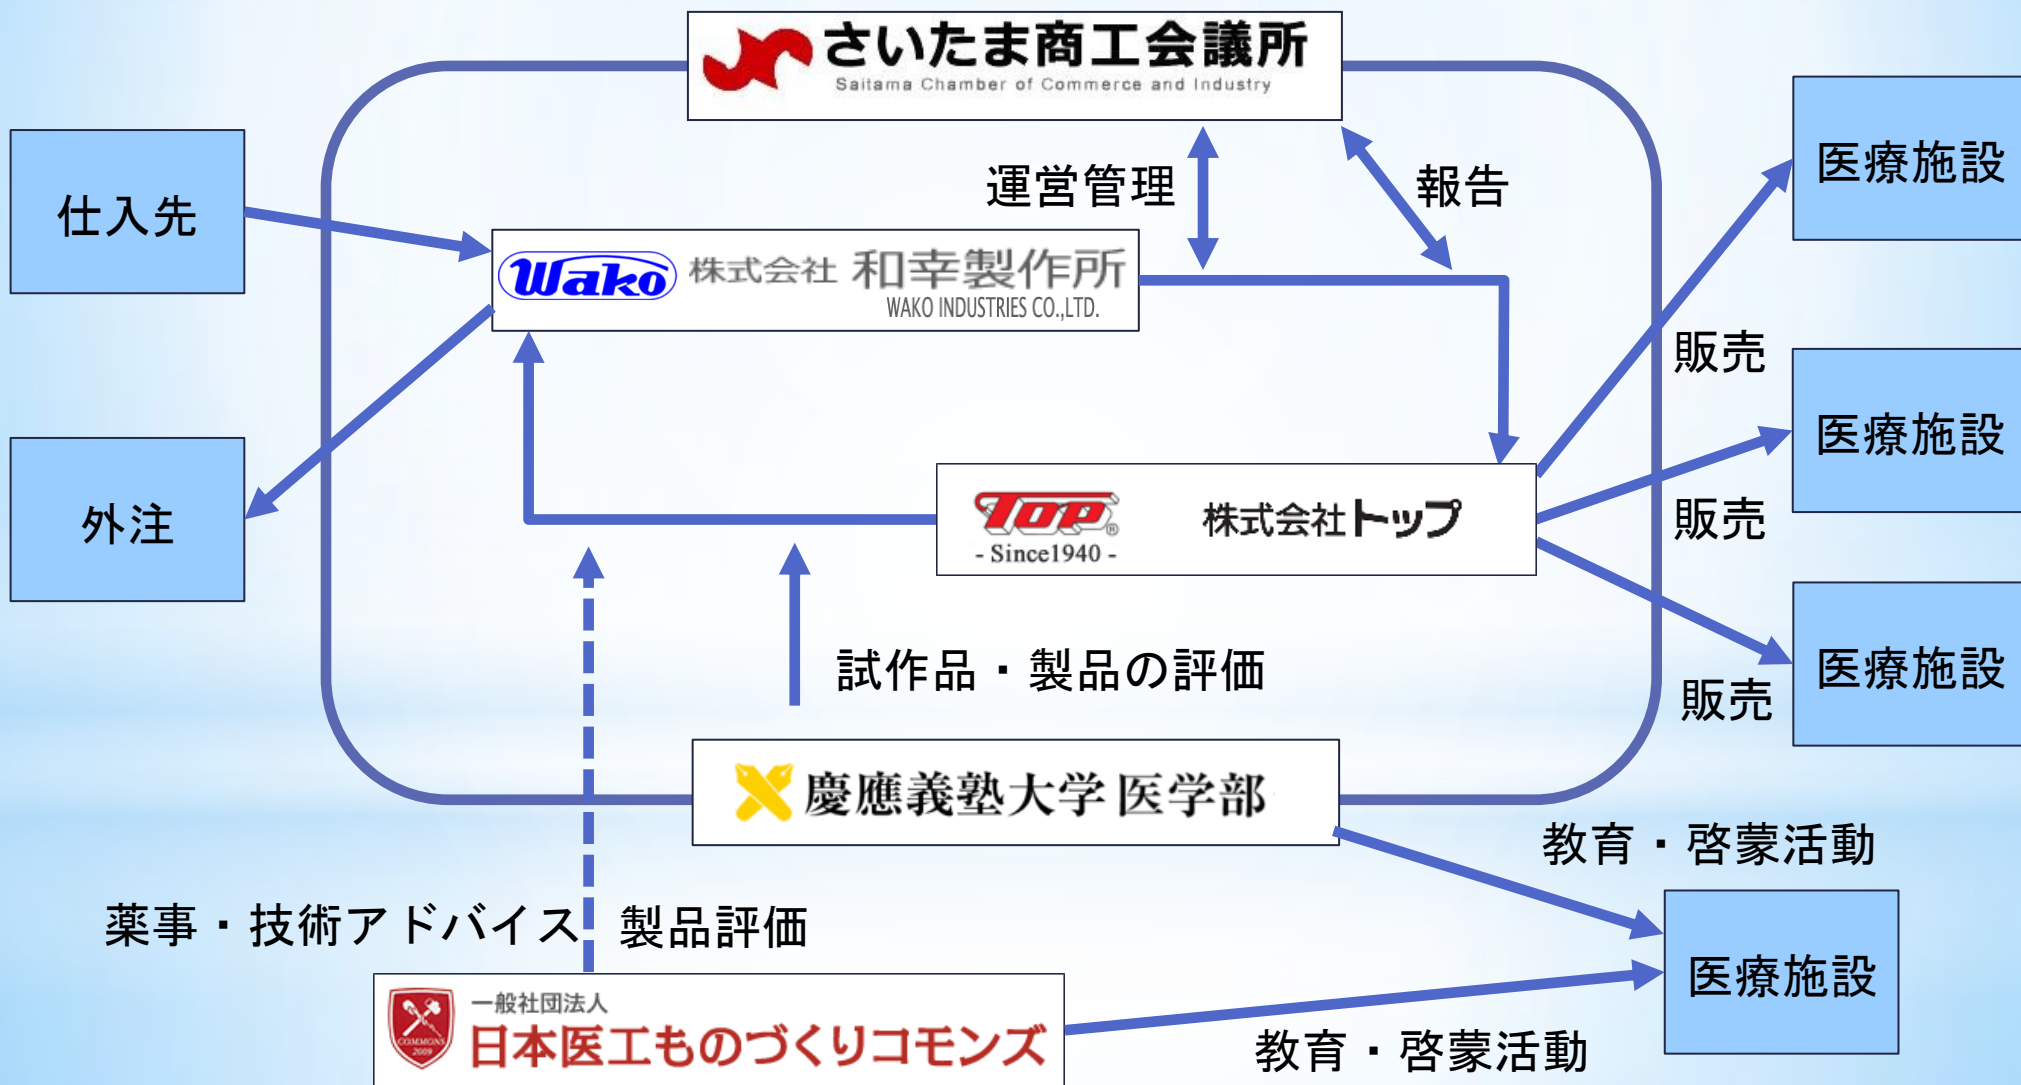 さいたま商工会議所
Saitama Chamber of Commerce and Industry
仕入先
運営管理
報告
医療施設
Wako 株式会社 和幸製作所
WAKO INDUSTRIES CO.,LTD.
販売
外注
医療施設
TOP® 株式会社トップ
- Since1940 -
販売
試作品・製品の評価
医療施設
販売
慶應義塾大学 医学部
教育・啓蒙活動
薬事・技術アドバイス 製品評価
医療施設
COMMONS
2009
一般社団法人
日本医工ものづくりコモンズ
教育・啓蒙活動